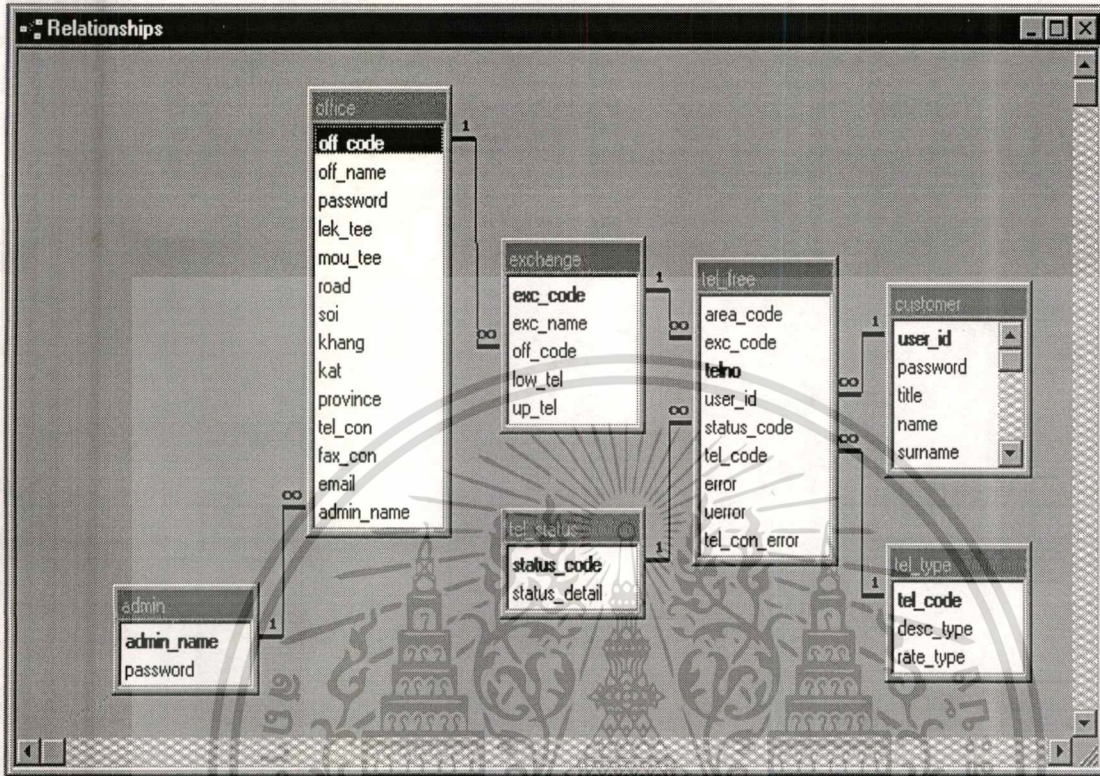 Relationships
office
off_code
off_name
password
lek_tee
mou_tee
road
soi
khang
kat
province
tel_con
fax_con
email
admin_name
1
∞
exchange
exc_code
exc_name
off_code
low_tel
up_tel
1
∞
tel_free
area_code
exc_code
telno
user_id
status_code
tel_code
error
uerror
tel_con_error
1
∞
customer
user_id
password
title
name
surname
∞
1
tel_status
status_code
status_detail
∞
1
tel_type
tel_code
desc_type
rate_type
∞
1
admin
admin_name
password